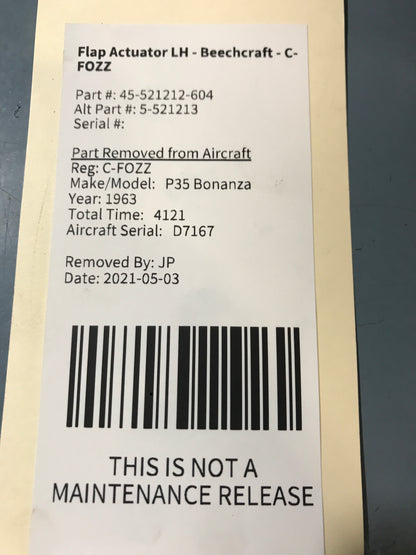 Flap Actuator LH - Beechcraft - C-
FOZZ
Part #: 45-521212-604
Alt Part #: 5-521213
Serial #:
Part Removed from Aircraft
Reg: C-FOZZ
Make/Model: P35 Bonanza
Year: 1963
Total Time: 4121
Aircraft Serial: D7167
Removed By: JP
Date: 2021-05-03
THIS IS NOT A
MAINTENANCE RELEASE